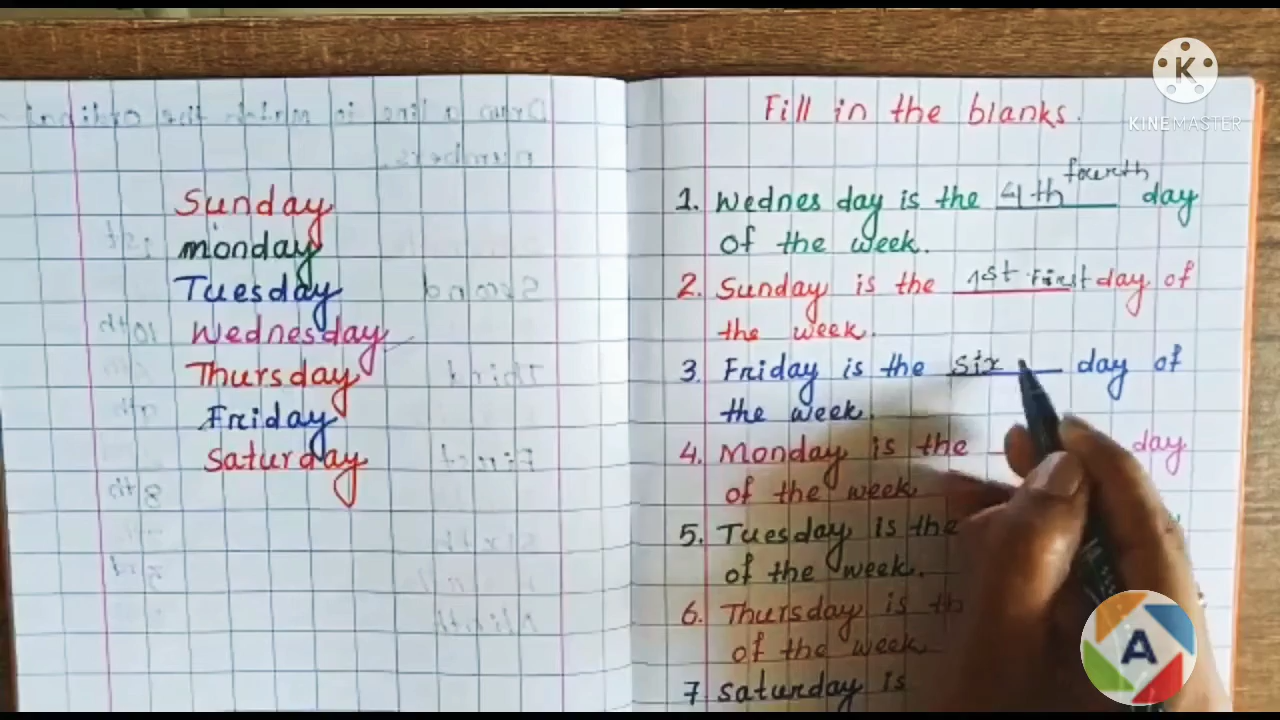 Sunday
monday
Tuesday
Wednesday
Thursday
Friday
Saturday
Fill in the blanks.
1. Wednes day is the 4th fourth day
of the week.
2. Sunday is the 1st First day of
the week.
3. Friday is the six day of
the week.
4. Monday is the day
of the week
5. Tuesday is the
of the week.
6. Thursday is th
of the week
7 Saturday is
K
KINEMASTER
A